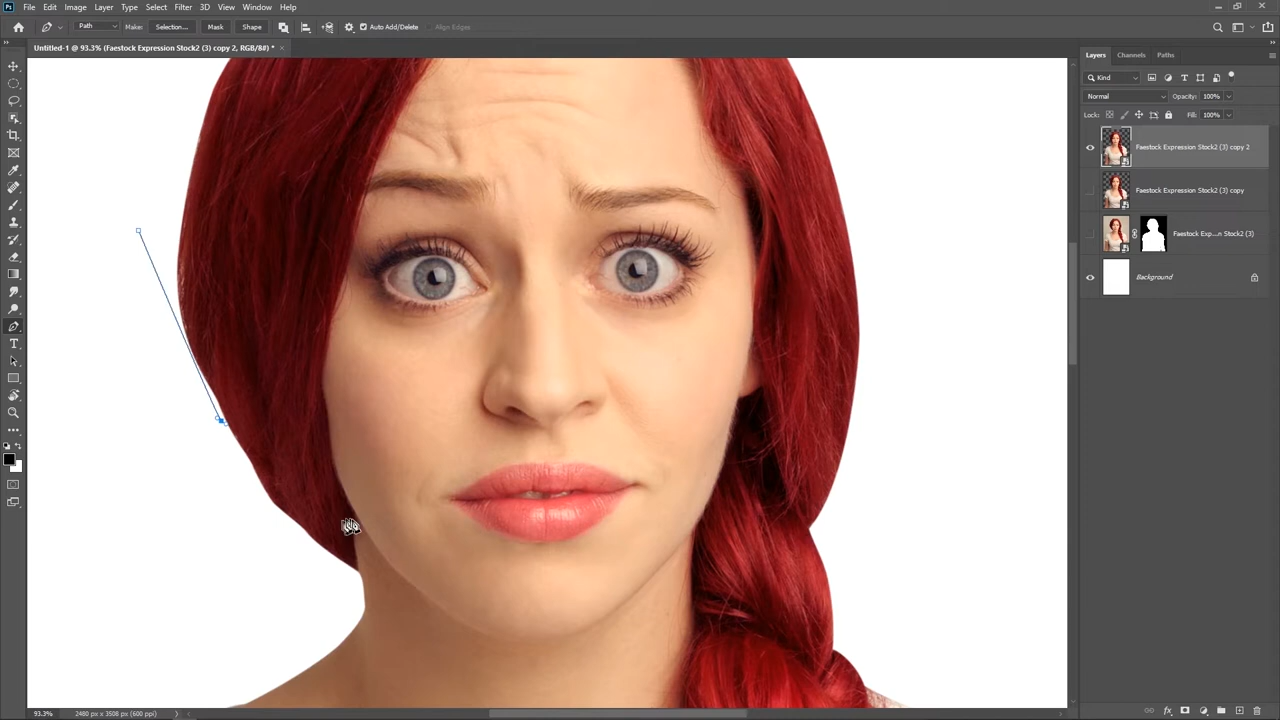 File Edit Image Layer Type Select Filter 3D View Window Help
Path Make: Selection... Mask Shape Auto Add/Delete Align Edges
Untitled-1 @ 93.3% (Faestock Expression Stock2 (3) copy 2, RGB/8#) *
Layers Channels Paths
Kind
Normal Opacity: 100%
Lock: Fill: 100%
Faestock Expression Stock2 (3) copy 2
Faestock Expression Stock2 (3) copy
Faestock Exp...n Stock2 (3)
Background
93.3% 2480 px x 3508 px (600 ppi)